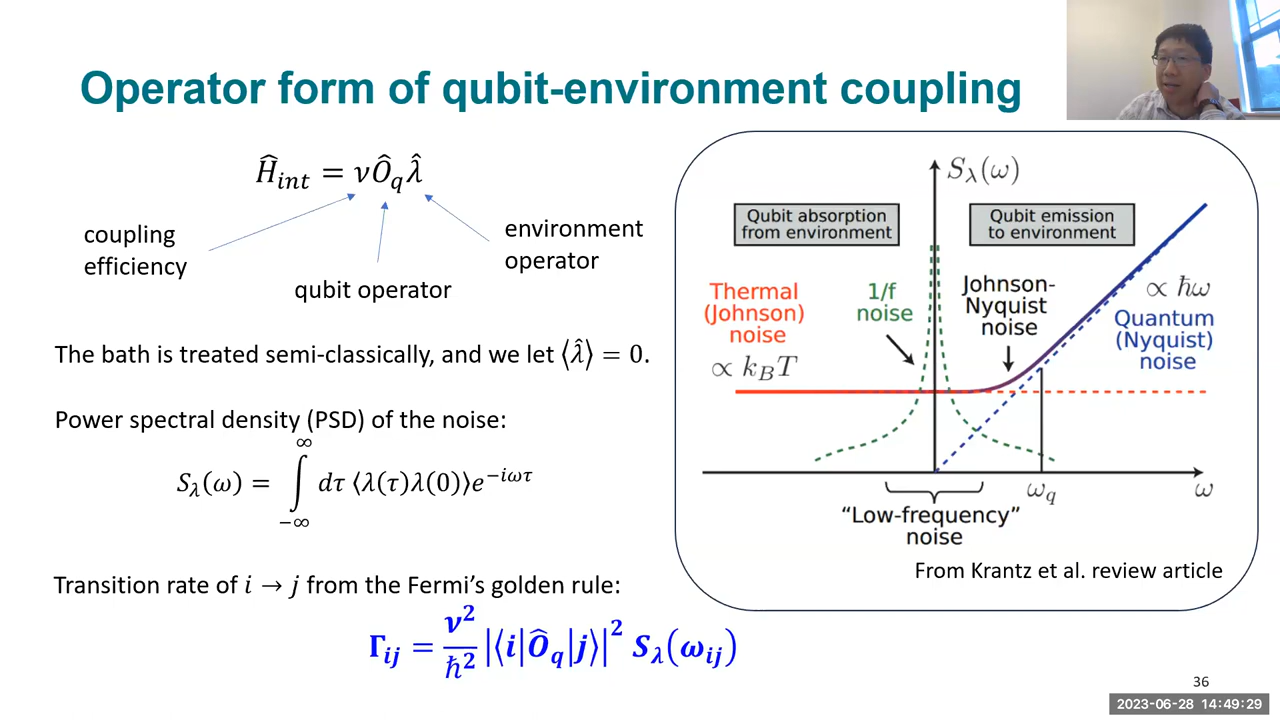 Operator form of qubit-environment coupling
Ĥ_int = νÔ_q λ̂
coupling
efficiency
qubit operator
environment
operator
The bath is treated semi-classically, and we let ⟨λ̂⟩ = 0.
Power spectral density (PSD) of the noise:
S_λ(ω) = ∫_{−∞}^{∞} dτ ⟨λ(τ)λ(0)⟩e^{−iωτ}
Transition rate of i → j from the Fermi's golden rule:
Γ_ij = ν²/ħ² |⟨i|Ô_q|j⟩|² S_λ(ω_ij)
S_λ(ω)
Qubit absorption
from environment
Qubit emission
to environment
Thermal
(Johnson)
noise
∝ k_B T
1/f
noise
Johnson-
Nyquist
noise
∝ ħω
Quantum
(Nyquist)
noise
ω_q
ω
“Low-frequency”
noise
From Krantz et al. review article
36
2023-06-28 14:49:29